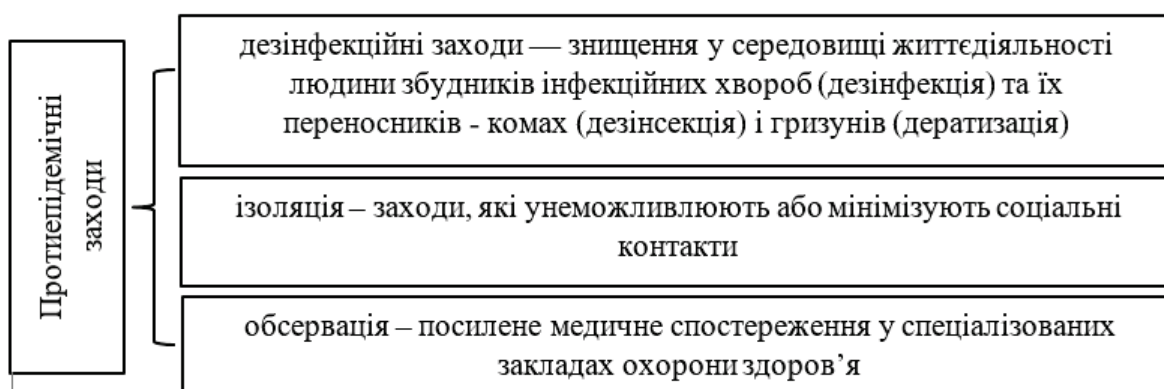 Протиепідемічні
заходи
дезінфекційні заходи — знищення у середовищі життєдіяльності
людини збудників інфекційних хвороб (дезінфекція) та їх
переносників - комах (дезінсекція) і гризунів (дератизація)
ізоляція – заходи, які унеможливлюють або мінімізують соціальні
контакти
обсервація – посилене медичне спостереження у спеціалізованих
закладах охорони здоров’я